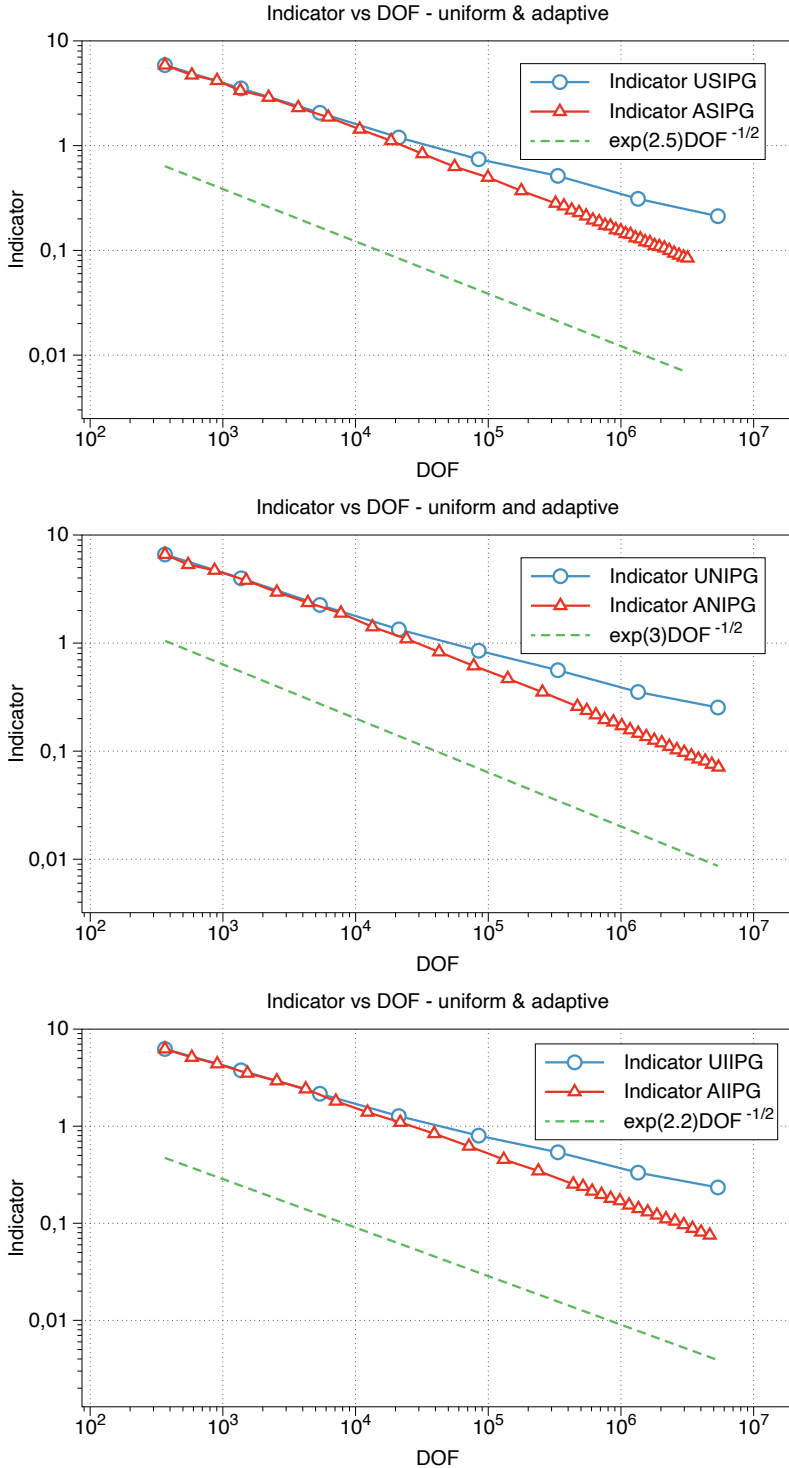 Indicator vs DOF - uniform & adaptive
10
Indicator USIPG
Indicator ASIPG
exp(2.5)DOF^-1/2
1
Indicator
0,1
0,01
10^2 10^3 10^4 10^5 10^6 10^7
DOF
Indicator vs DOF - uniform and adaptive
10
Indicator UNIPG
Indicator ANIPG
exp(3)DOF^-1/2
1
Indicator
0,1
0,01
10^2 10^3 10^4 10^5 10^6 10^7
DOF
Indicator vs DOF - uniform & adaptive
10
Indicator UIIPG
Indicator AIIPG
exp(2.2)DOF^-1/2
1
Indicator
0,1
0,01
10^2 10^3 10^4 10^5 10^6 10^7
DOF